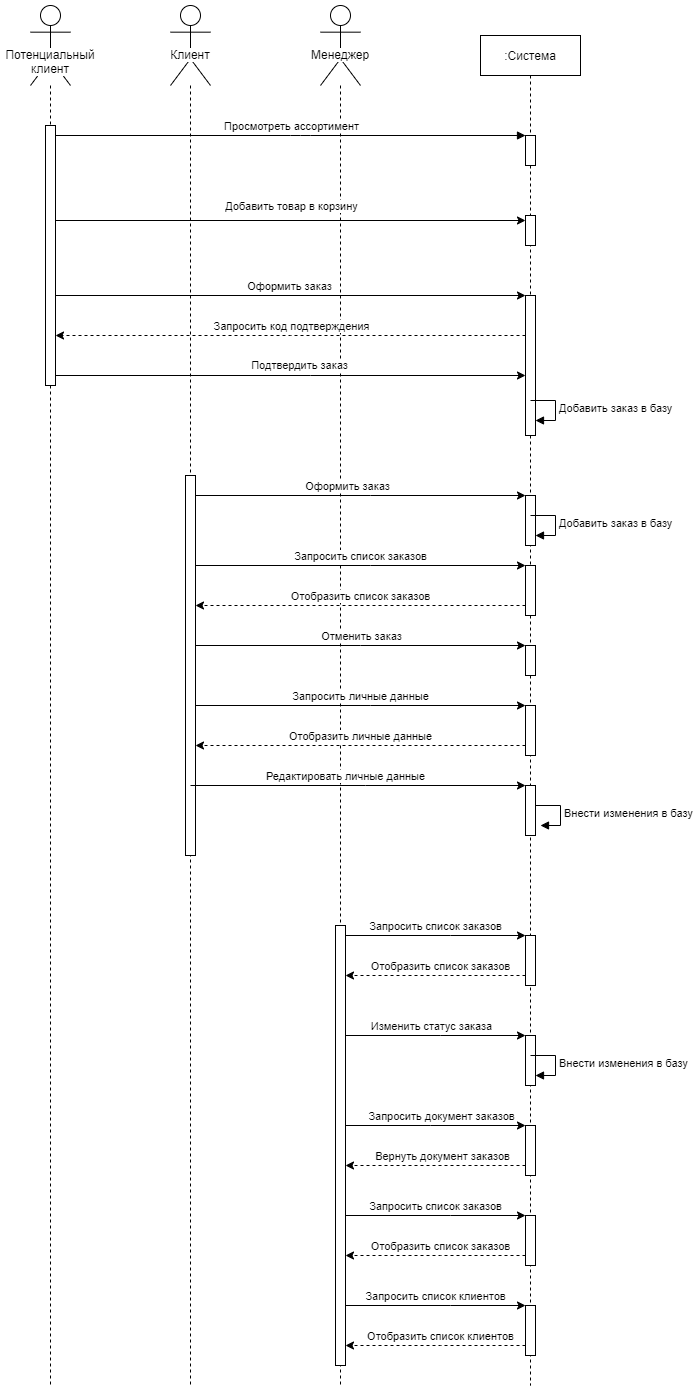 Потенциальный
клиент
Клиент
Менеджер
:Система
Просмотреть ассортимент
Добавить товар в корзину
Оформить заказ
Запросить код подтверждения
Подтвердить заказ
Добавить заказ в базу
Оформить заказ
Добавить заказ в базу
Запросить список заказов
Отобразить список заказов
Отменить заказ
Запросить личные данные
Отобразить личные данные
Редактировать личные данные
Внести изменения в базу
Запросить список заказов
Отобразить список заказов
Изменить статус заказа
Внести изменения в базу
Запросить документ заказов
Вернуть документ заказов
Запросить список заказов
Отобразить список заказов
Запросить список клиентов
Отобразить список клиентов